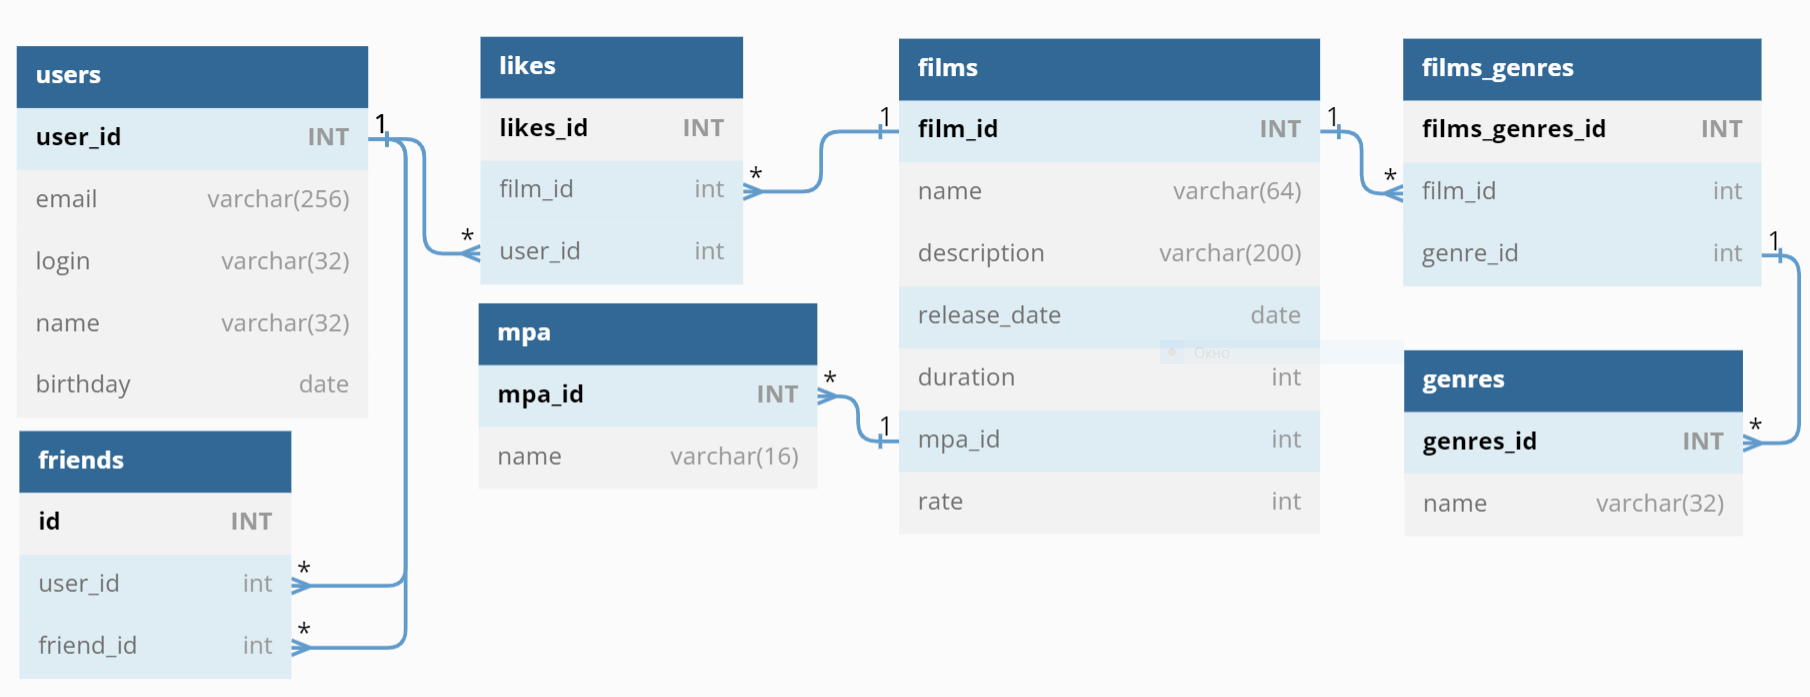 users
user_id INT
email varchar(256)
login varchar(32)
name varchar(32)
birthday date
friends
id INT
user_id int
friend_id int
1
*
*
*
likes
likes_id INT
film_id int
user_id int
*
1
mpa
mpa_id INT
name varchar(16)
*
1
films
film_id INT
name varchar(64)
description varchar(200)
release_date date
Окно
duration int
mpa_id int
rate int
1
*
films_genres
films_genres_id INT
film_id int
genre_id int
1
*
genres
genres_id INT
name varchar(32)